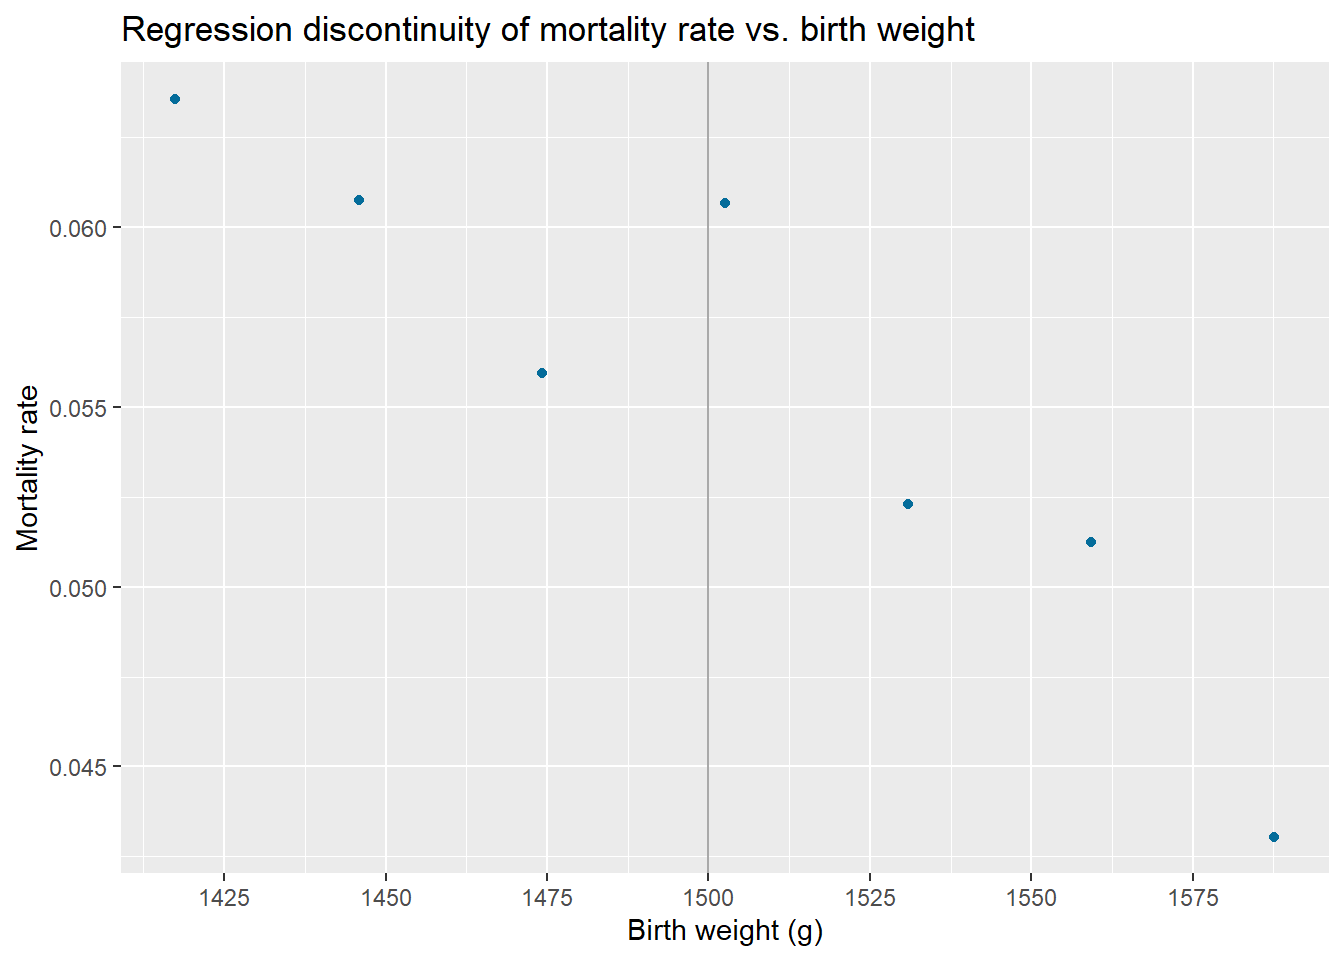 Regression discontinuity of mortality rate vs. birth weight
Mortality rate
0.060
0.055
0.050
0.045
1425 1450 1475 1500 1525 1550 1575
Birth weight (g)